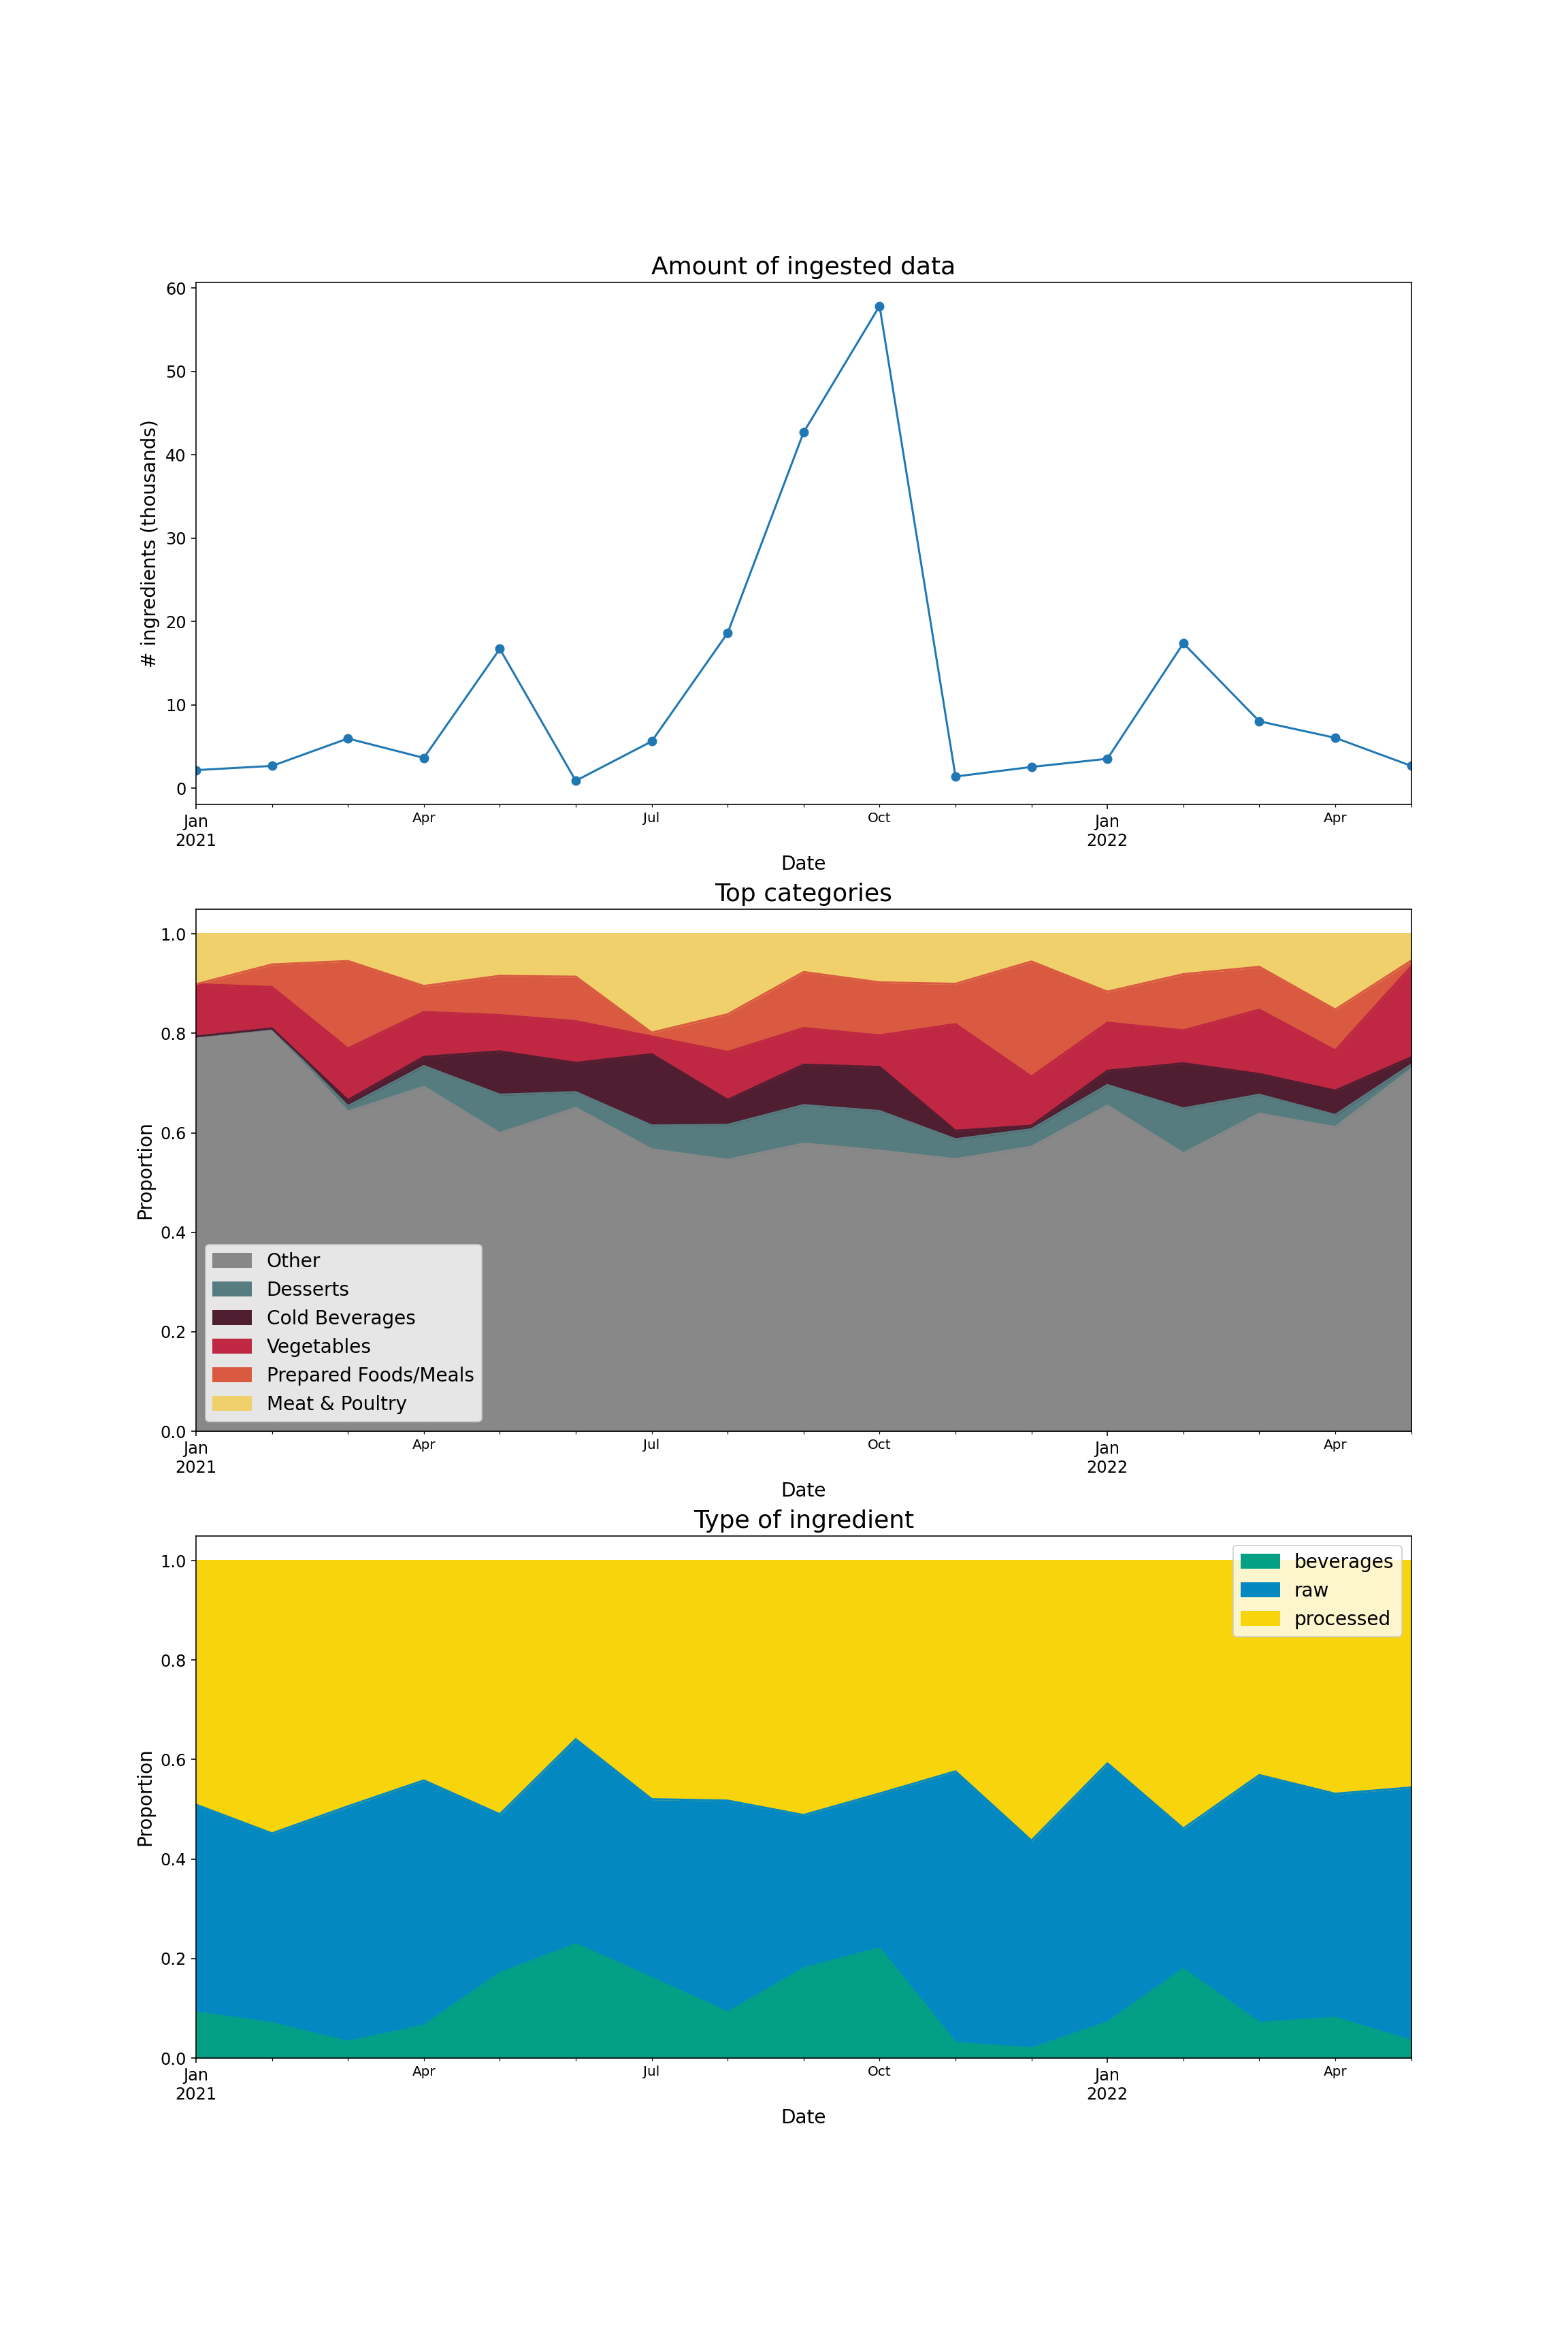 Amount of ingested data
60
50
40
30
20
10
0
# ingredients (thousands)
Jan
2021
Apr
Jul
Oct
Jan
2022
Apr
Date
Top categories
1.0
0.8
0.6
0.4
0.2
0.0
Proportion
Other
Desserts
Cold Beverages
Vegetables
Prepared Foods/Meals
Meat & Poultry
Jan
2021
Apr
Jul
Oct
Jan
2022
Apr
Date
Type of ingredient
1.0
0.8
0.6
0.4
0.2
0.0
Proportion
beverages
raw
processed
Jan
2021
Apr
Jul
Oct
Jan
2022
Apr
Date